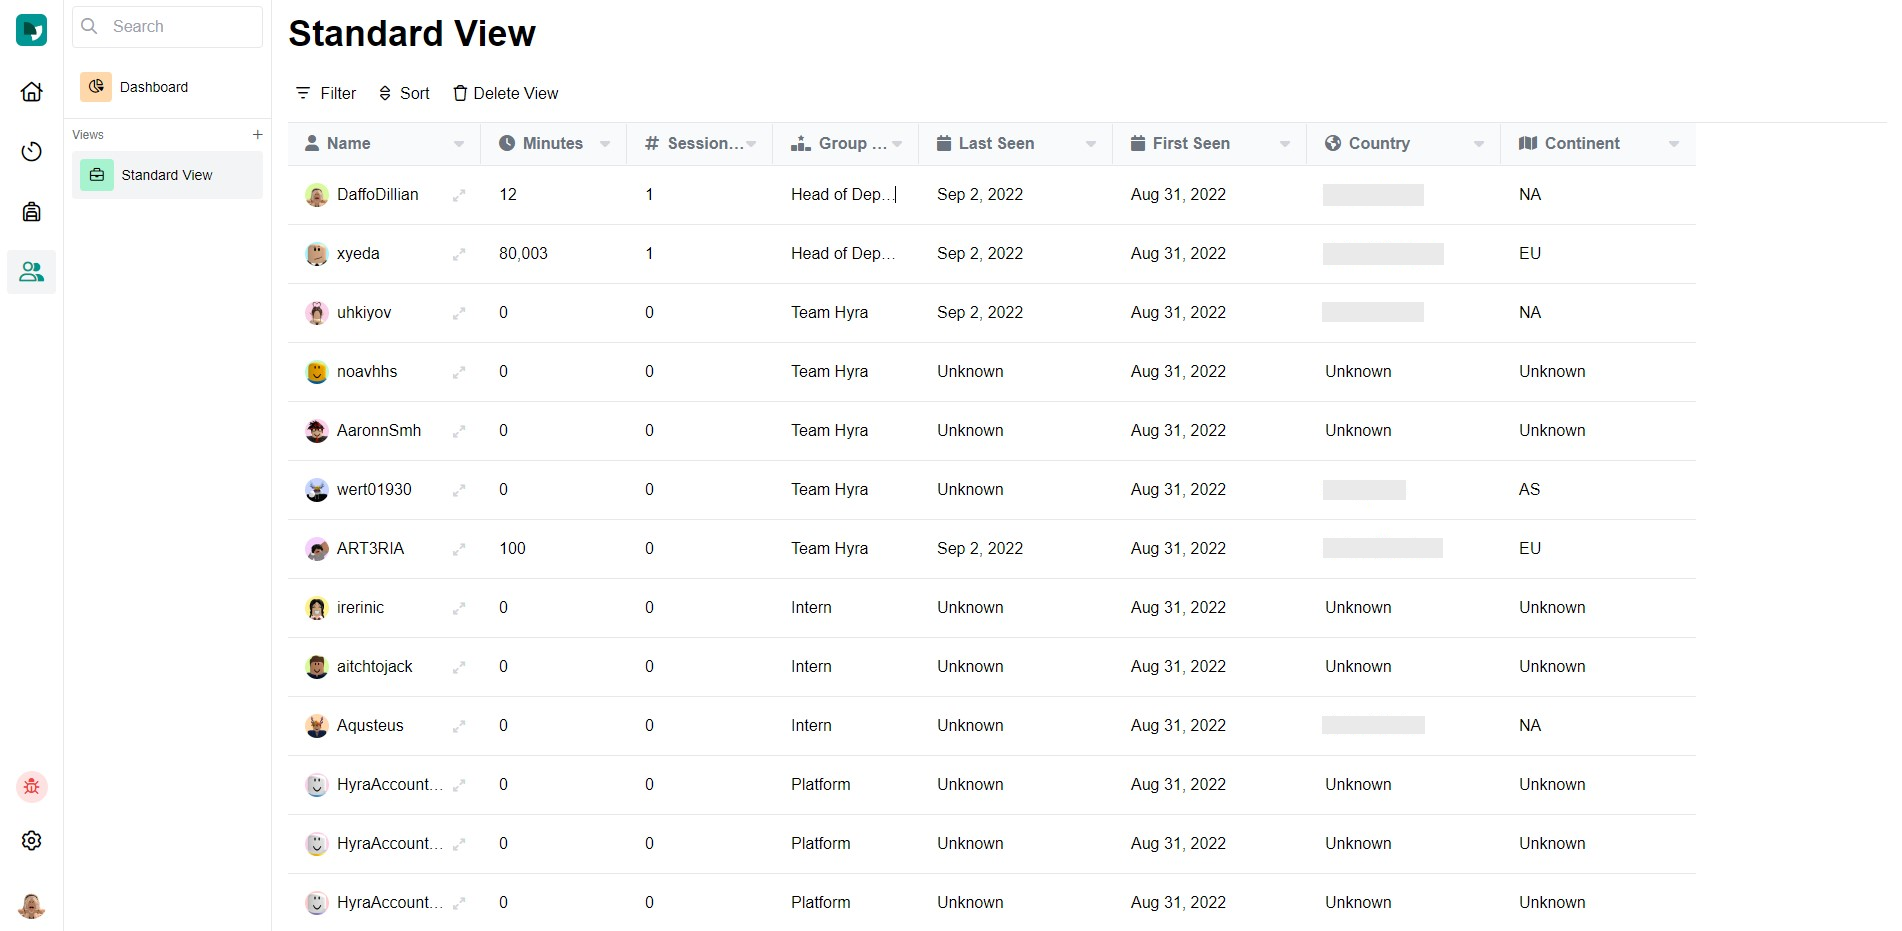 Search
Dashboard
Views
Standard View
Standard View
Filter Sort Delete View
Name Minutes Session... Group ... Last Seen First Seen Country Continent
DaffoDillian 12 1 Head of Dep... Sep 2, 2022 Aug 31, 2022 NA
xyeda 80,003 1 Head of Dep... Sep 2, 2022 Aug 31, 2022 EU
uhkiyov 0 0 Team Hyra Sep 2, 2022 Aug 31, 2022 NA
noavhhs 0 0 Team Hyra Unknown Aug 31, 2022 Unknown Unknown
AaronnSmh 0 0 Team Hyra Unknown Aug 31, 2022 Unknown Unknown
wert01930 0 0 Team Hyra Unknown Aug 31, 2022 AS
ART3RIA 100 0 Team Hyra Sep 2, 2022 Aug 31, 2022 EU
irerinic 0 0 Intern Unknown Aug 31, 2022 Unknown Unknown
aitchtojack 0 0 Intern Unknown Aug 31, 2022 Unknown Unknown
Aqusteus 0 0 Intern Unknown Aug 31, 2022 NA
HyraAccount... 0 0 Platform Unknown Aug 31, 2022 Unknown Unknown
HyraAccount... 0 0 Platform Unknown Aug 31, 2022 Unknown Unknown
HyraAccount... 0 0 Platform Unknown Aug 31, 2022 Unknown Unknown